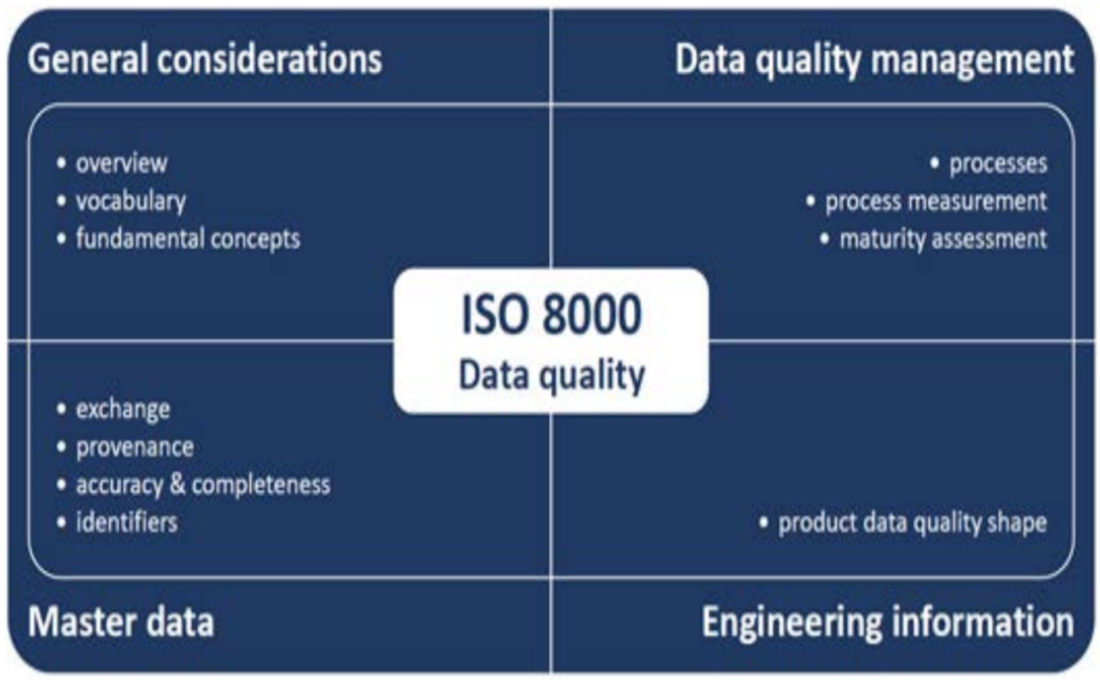 General considerations
• overview
• vocabulary
• fundamental concepts
Data quality management
• processes
• process measurement
• maturity assessment
ISO 8000
Data quality
• exchange
• provenance
• accuracy & completeness
• identifiers
Master data
• product data quality shape
Engineering information